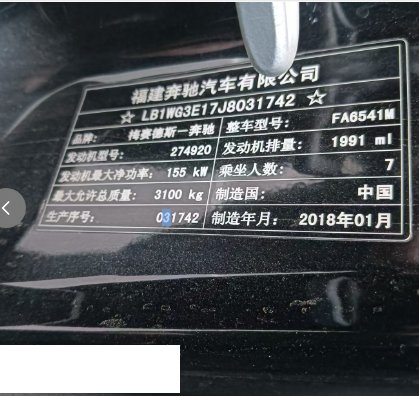 福建奔驰汽车有限公司
☆ LB1WG3E17J8031742 ☆
品牌: 梅赛德斯一奔驰 整车型号: FA6541M
发动机型号: 274920 发动机排量: 1991 ml
发动机最大净功率: 155 kW 乘坐人数: 7
最大允许总质量: 3100 kg 制造国: 中国
生产序号: 031742 制造年月: 2018年01月